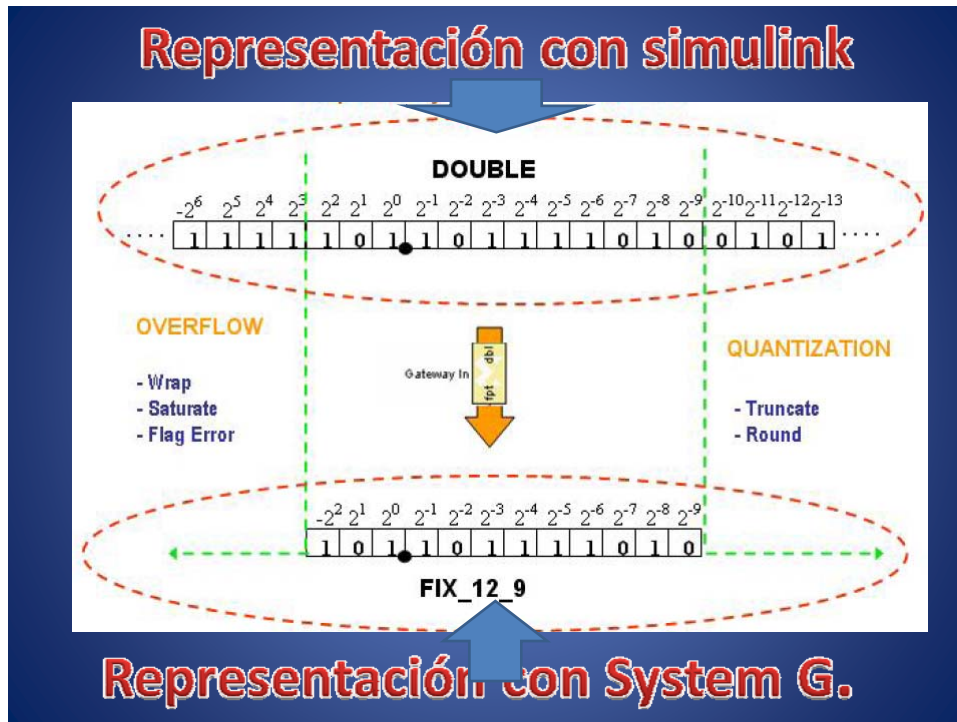 Representación con simulink
DOUBLE
-2^6 2^5 2^4 2^3 2^2 2^1 2^0 2^-1 2^-2 2^-3 2^-4 2^-5 2^-6 2^-7 2^-8 2^-9 2^-10 2^-11 2^-12 2^-13
.... 1 1 1 1 1 0 1 1 0 1 1 1 1 0 1 0 0 1 0 1 ....
OVERFLOW
- Wrap
- Saturate
- Flag Error
Gateway In
fpt dbl
QUANTIZATION
- Truncate
- Round
-2^2 2^1 2^0 2^-1 2^-2 2^-3 2^-4 2^-5 2^-6 2^-7 2^-8 2^-9
1 0 1 1 0 1 1 1 1 0 1 0
FIX_12_9
Representación con System G.